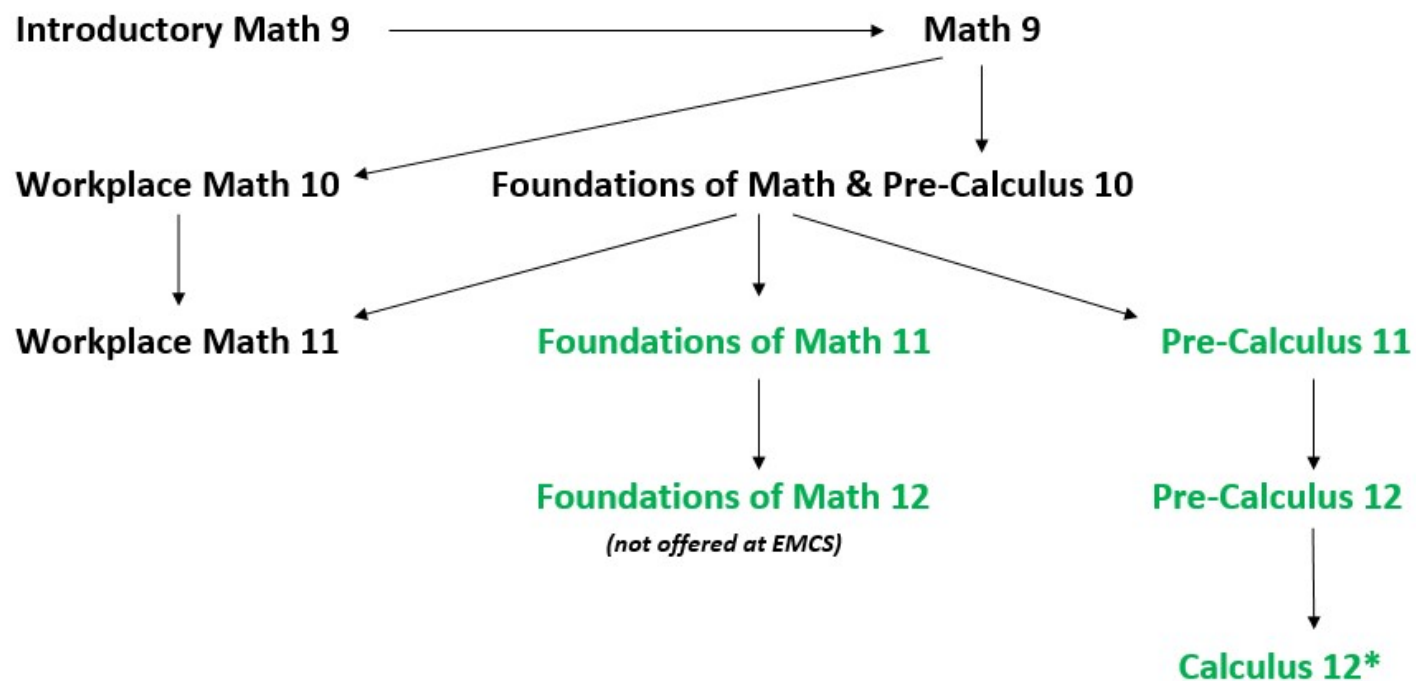 Introductory Math 9
Math 9
Workplace Math 10
Foundations of Math & Pre-Calculus 10
Workplace Math 11
Foundations of Math 11
Pre-Calculus 11
Foundations of Math 12
Pre-Calculus 12
(not offered at EMCS)
Calculus 12*